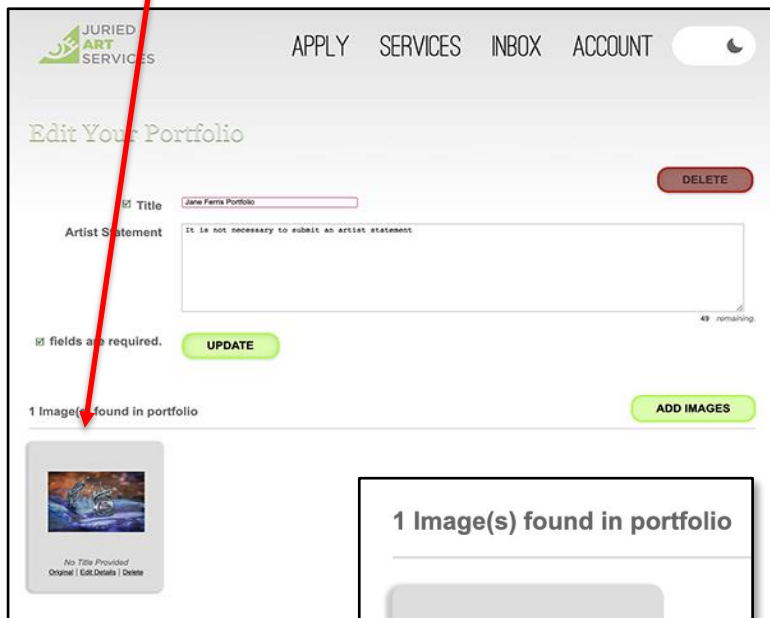 JURIED
ART
SERVICES
APPLY SERVICES INBOX ACCOUNT
Edit Your Portfolio
DELETE
Title Jane Ferris Portfolio
Artist Statement It is not necessary to submit an artist statement
49 remaining.
fields are required. UPDATE
1 Image(s) found in portfolio ADD IMAGES
No Title Provided
Original | Edit Details | Delete
1 Image(s) found in portfolio